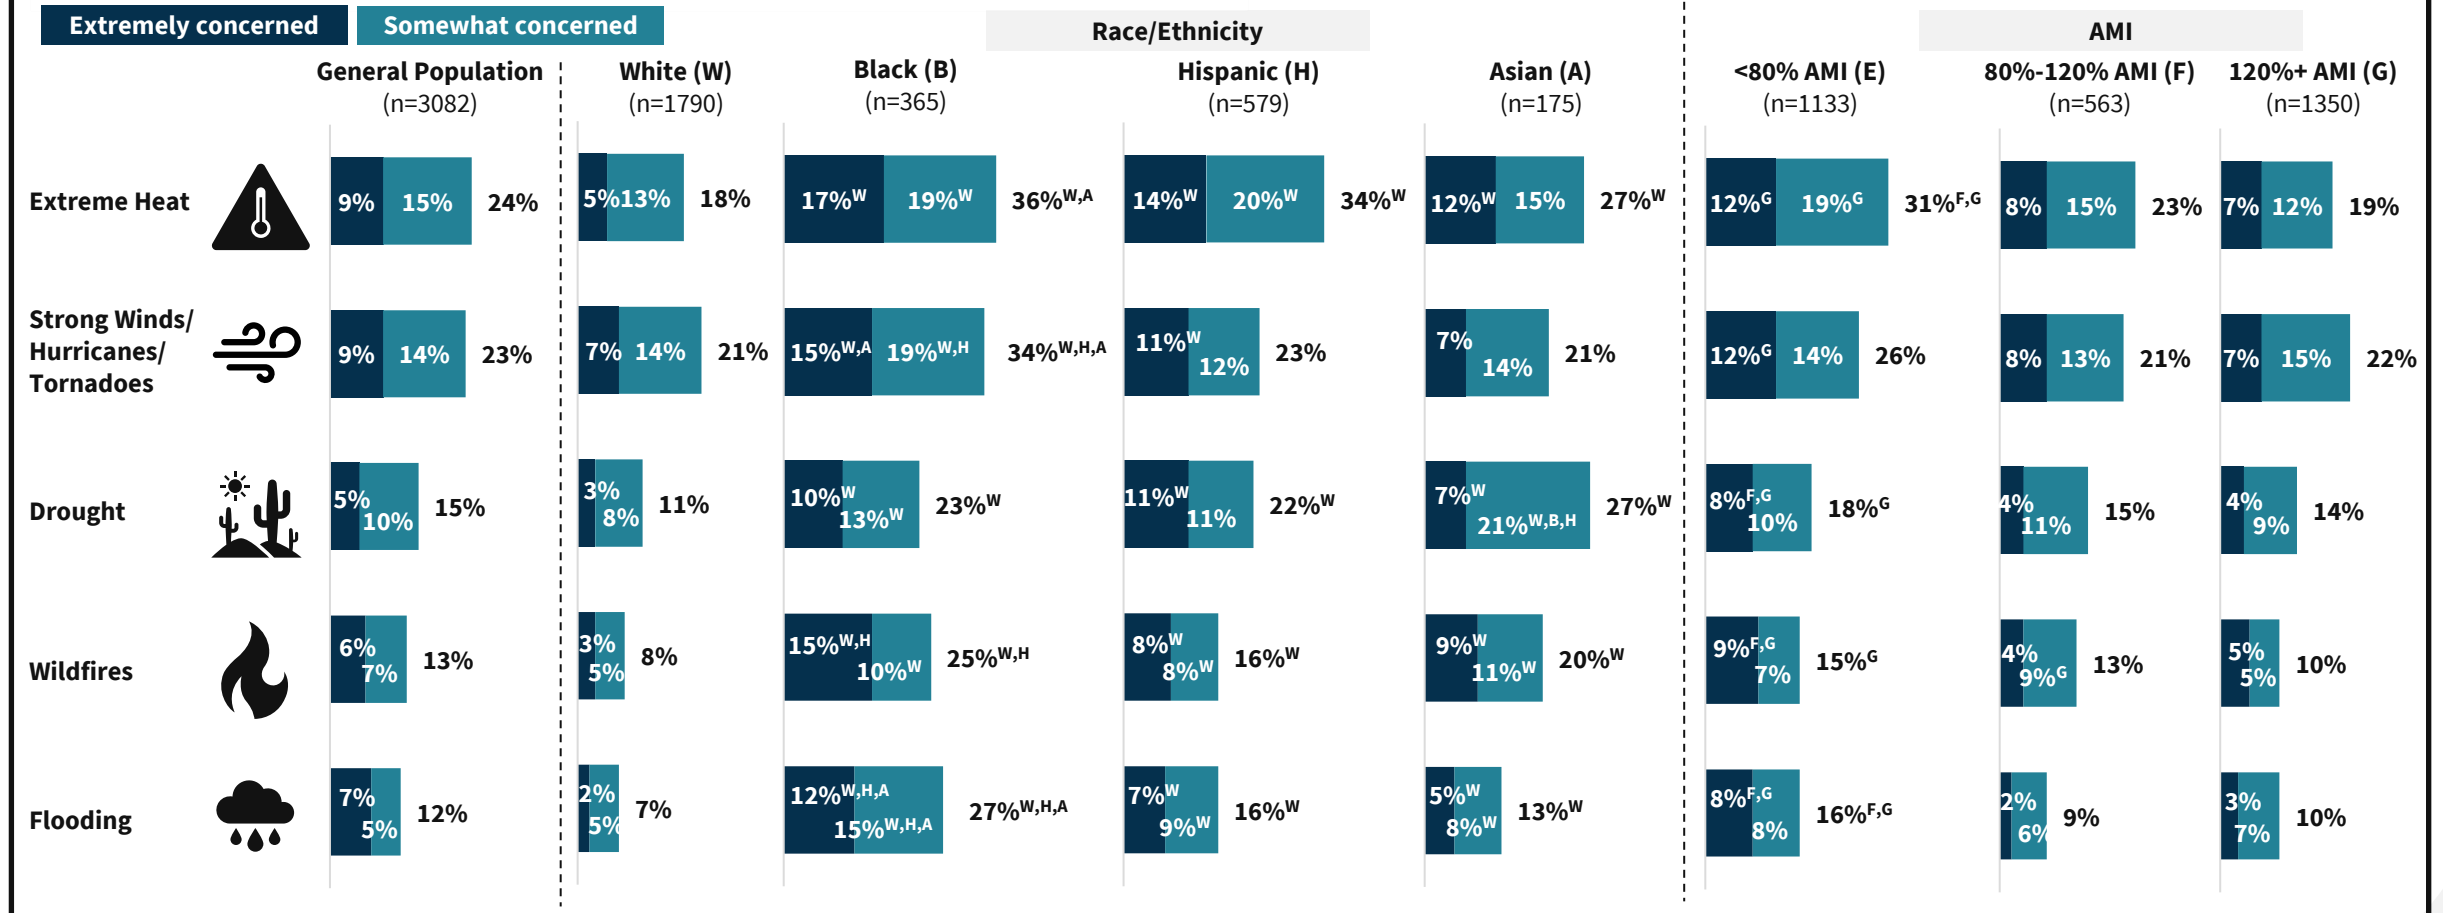 Extremely concerned Somewhat concerned
Race/Ethnicity AMI
General Population White (W) Black (B) Hispanic (H) Asian (A) <80% AMI (E) 80%-120% AMI (F) 120%+ AMI (G)
(n=3082) (n=1790) (n=365) (n=579) (n=175) (n=1133) (n=563) (n=1350)
Extreme Heat 9% 15% 24% 5% 13% 18% 17%W 19%W 36%W,A 14%W 20%W 34%W 12%W 15% 27%W 12%G 19%G 31%F,G 8% 15% 23% 7% 12% 19%
Strong Winds/
Hurricanes/
Tornadoes
9% 14% 23% 7% 14% 21% 15%W,A 19%W,H 34%W,H,A 11%W 12% 23% 7% 14% 21% 12%G 14% 26% 8% 13% 21% 7% 15% 22%
Drought 5% 10% 15% 3% 8% 11% 10%W 13%W 23%W 11%W 11% 22%W 7%W 21%W,B,H 27%W 8%F,G 10% 18%G 4% 11% 15% 4% 9% 14%
Wildfires 6% 7% 13% 3% 5% 8% 15%W,H 10%W 25%W,H 8%W 8%W 16%W 9%W 11%W 20%W 9%F,G 7% 15%G 4% 9%G 13% 5% 5% 10%
Flooding 7% 5% 12% 2% 5% 7% 12%W,H,A 15%W,H,A 27%W,H,A 7%W 9%W 16%W 5%W 8%W 13%W 8%F,G 8% 16%F,G 2% 6% 9% 3% 7% 10%